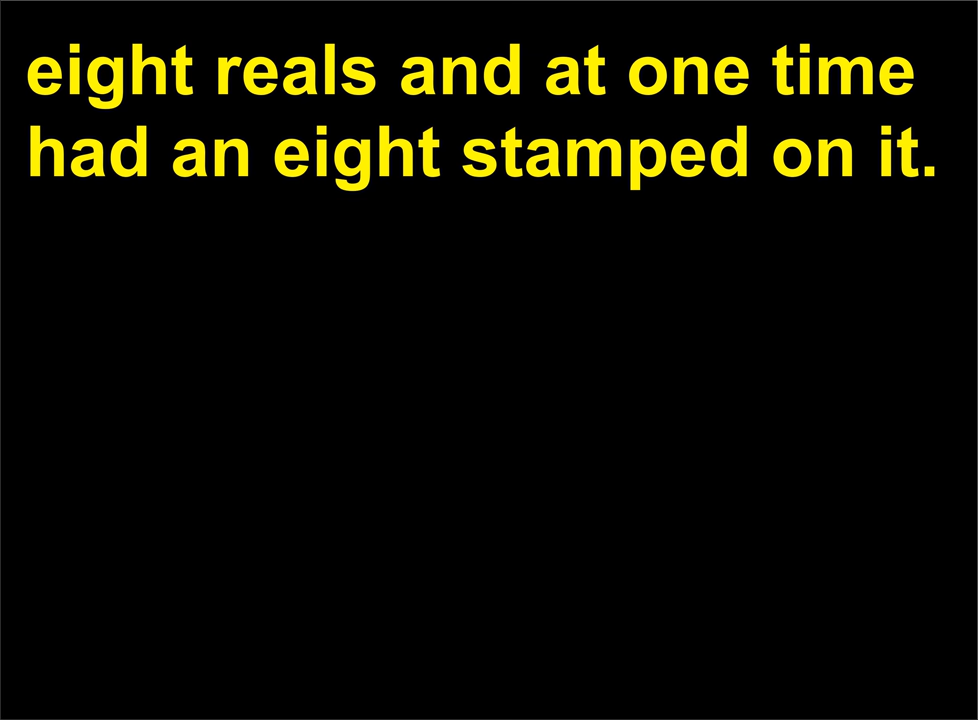 eight reals and at one time
had an eight stamped on it.